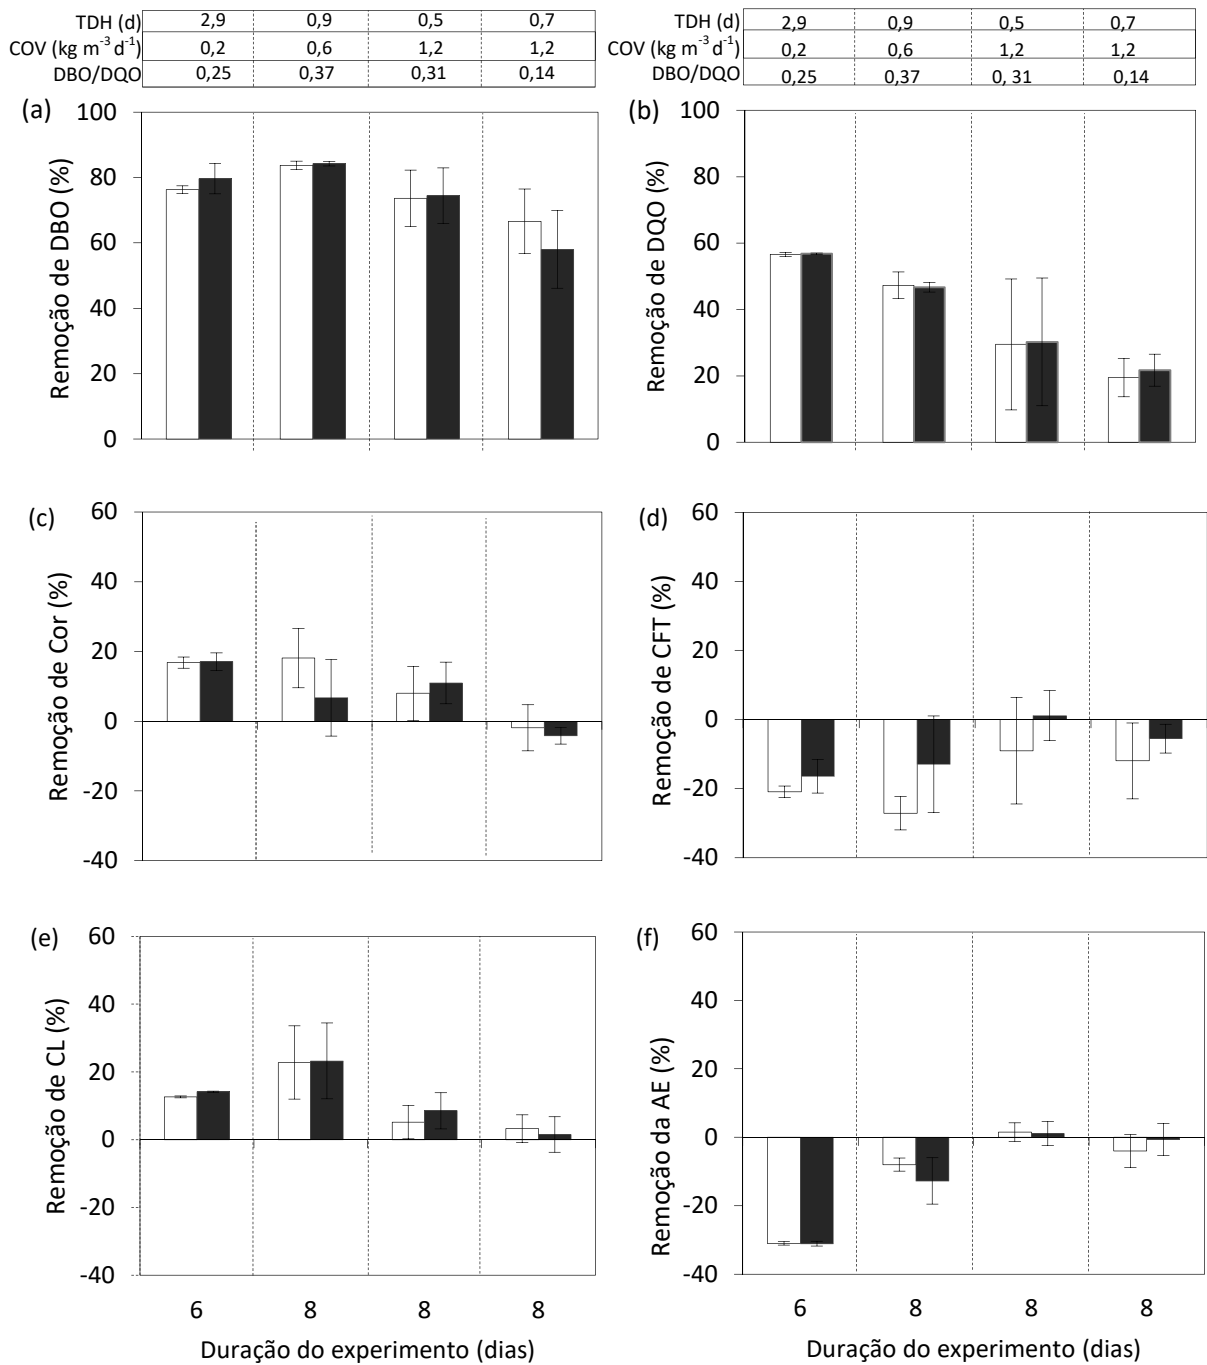 TDH (d) 2,9 0,9 0,5 0,7
COV (kg m⁻³ d⁻¹) 0,2 0,6 1,2 1,2
DBO/DQO 0,25 0,37 0,31 0,14
TDH (d) 2,9 0,9 0,5 0,7
COV (kg m⁻³ d⁻¹) 0,2 0,6 1,2 1,2
DBO/DQO 0,25 0,37 0, 31 0,14
(a)
Remoção de DBO (%)
100
80
60
40
20
0
(b)
Remoção de DQO (%)
100
80
60
40
20
0
(c)
Remoção de Cor (%)
60
40
20
0
-20
-40
(d)
Remoção de CFT (%)
60
40
20
0
-20
-40
(e)
Remoção de CL (%)
60
40
20
0
-20
-40
6 8 8 8
Duração do experimento (dias)
(f)
Remoção da AE (%)
60
40
20
0
-20
-40
6 8 8 8
Duração do experimento (dias)